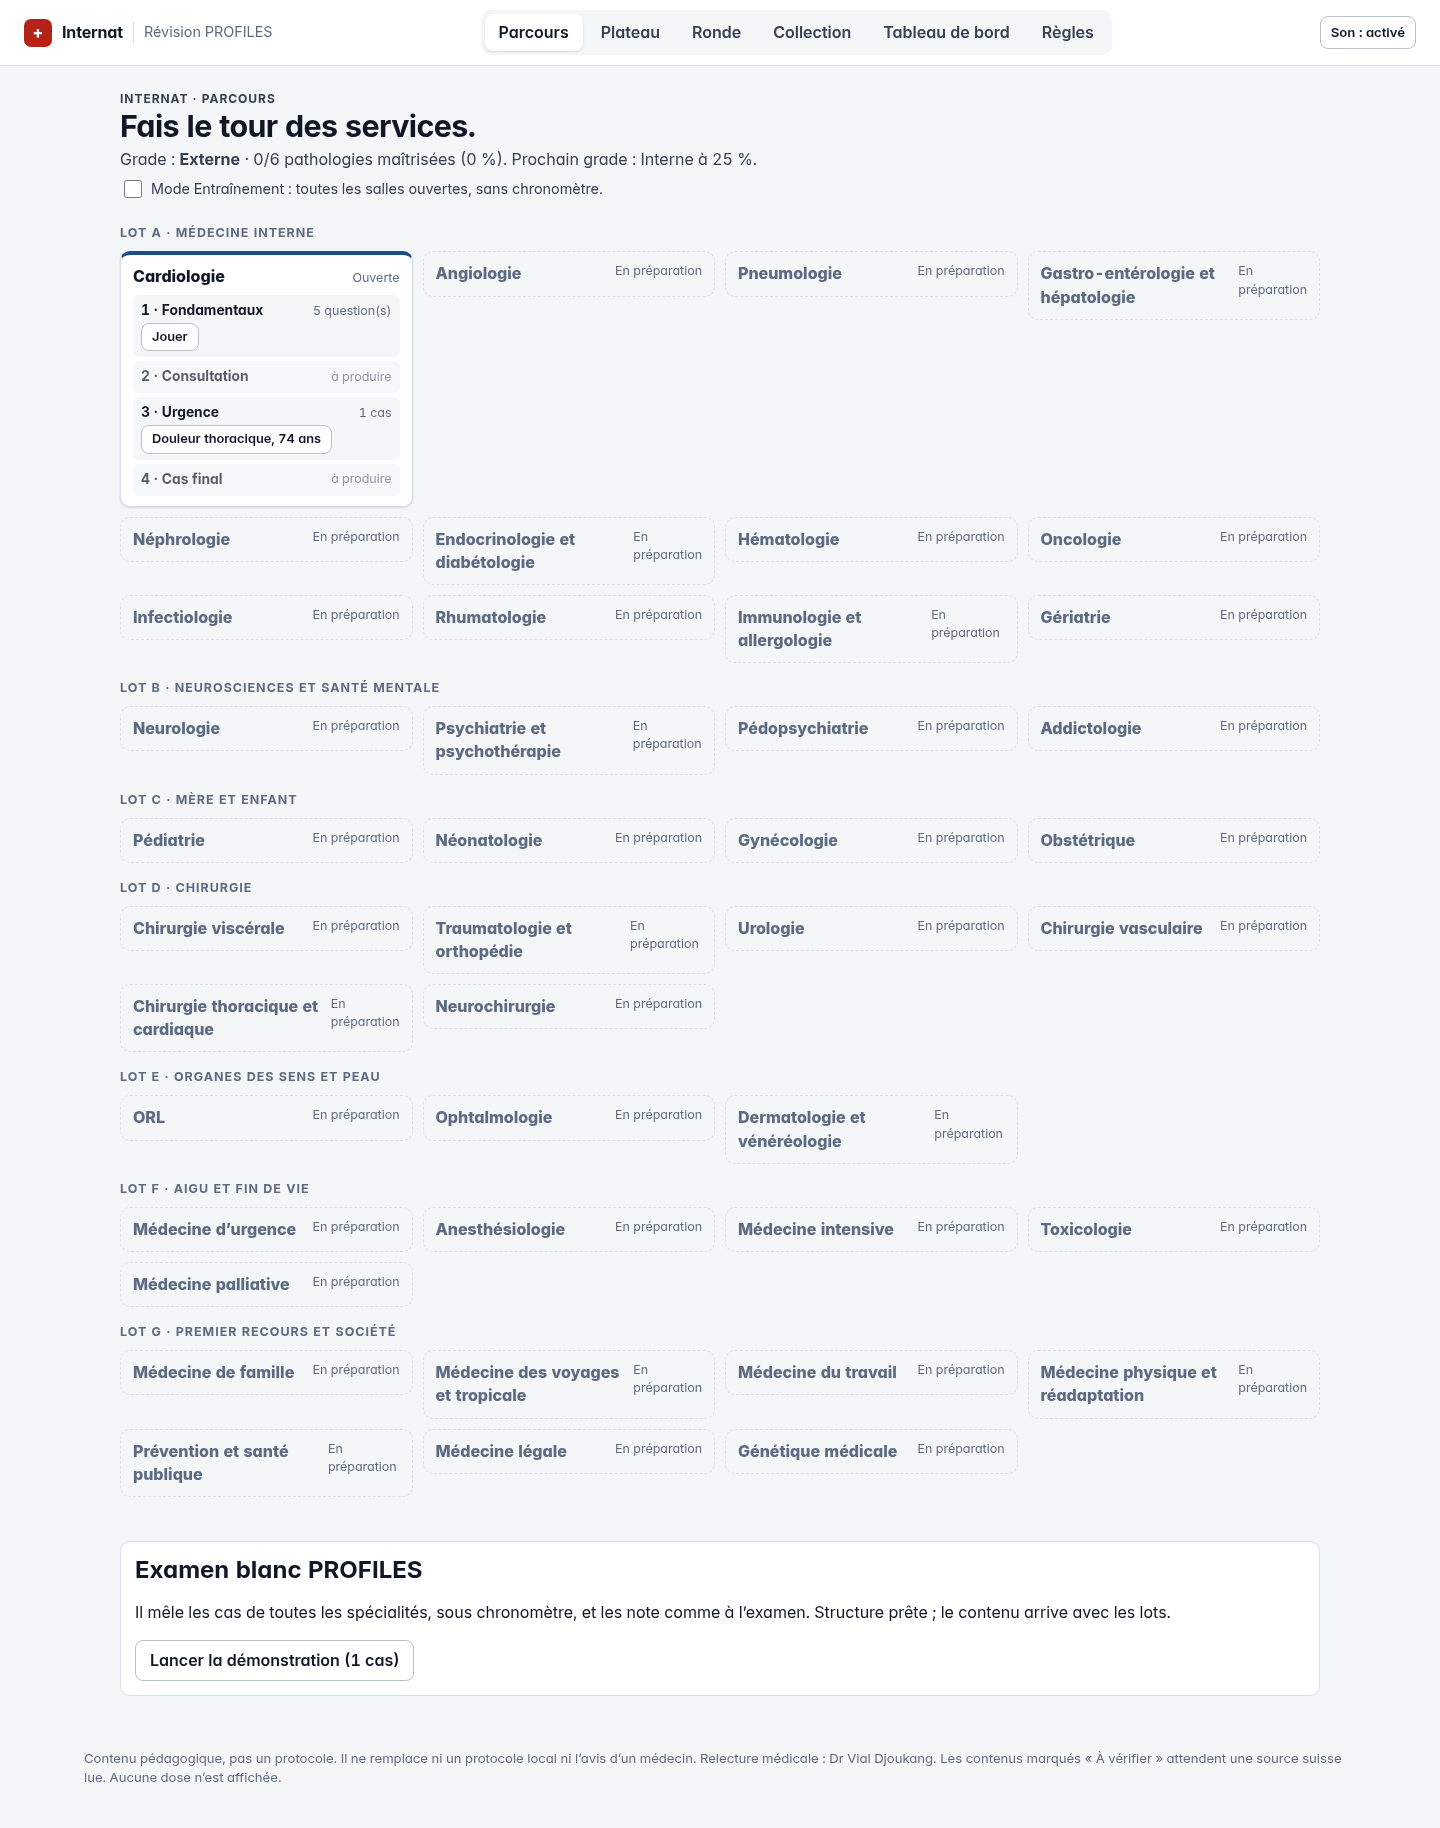 + Internat Révision PROFILES Parcours Plateau Ronde Collection Tableau de bord Règles Son : activé
INTERNAT · PARCOURS
Fais le tour des services.
Grade : Externe · 0/6 pathologies maîtrisées (0 %). Prochain grade : Interne à 25 %.
Mode Entraînement : toutes les salles ouvertes, sans chronomètre.
LOT A · MÉDECINE INTERNE
Cardiologie Ouverte
1 · Fondamentaux 5 question(s)
Jouer
2 · Consultation à produire
3 · Urgence 1 cas
Douleur thoracique, 74 ans
4 · Cas final à produire
Angiologie En préparation
Pneumologie En préparation
Gastro-entérologie et En
hépatologie préparation
Néphrologie En préparation
Endocrinologie et En
diabétologie préparation
Hématologie En préparation
Oncologie En préparation
Infectiologie En préparation
Rhumatologie En préparation
Immunologie et En
allergologie préparation
Gériatrie En préparation
LOT B · NEUROSCIENCES ET SANTÉ MENTALE
Neurologie En préparation
Psychiatrie et En
psychothérapie préparation
Pédopsychiatrie En préparation
Addictologie En préparation
LOT C · MÈRE ET ENFANT
Pédiatrie En préparation
Néonatologie En préparation
Gynécologie En préparation
Obstétrique En préparation
LOT D · CHIRURGIE
Chirurgie viscérale En préparation
Traumatologie et En
orthopédie préparation
Urologie En préparation
Chirurgie vasculaire En préparation
Chirurgie thoracique et En
cardiaque préparation
Neurochirurgie En préparation
LOT E · ORGANES DES SENS ET PEAU
ORL En préparation
Ophtalmologie En préparation
Dermatologie et En
vénéréologie préparation
LOT F · AIGU ET FIN DE VIE
Médecine d’urgence En préparation
Anesthésiologie En préparation
Médecine intensive En préparation
Toxicologie En préparation
Médecine palliative En préparation
LOT G · PREMIER RECOURS ET SOCIÉTÉ
Médecine de famille En préparation
Médecine des voyages En
et tropicale préparation
Médecine du travail En préparation
Médecine physique et En
réadaptation préparation
Prévention et santé En
publique préparation
Médecine légale En préparation
Génétique médicale En préparation
Examen blanc PROFILES
Il mêle les cas de toutes les spécialités, sous chronomètre, et les note comme à l’examen. Structure prête ; le contenu arrive avec les lots.
Lancer la démonstration (1 cas)
Contenu pédagogique, pas un protocole. Il ne remplace ni un protocole local ni l’avis d’un médecin. Relecture médicale : Dr Vial Djoukang. Les contenus marqués « À vérifier » attendent une source suisse
lue. Aucune dose n’est affichée.